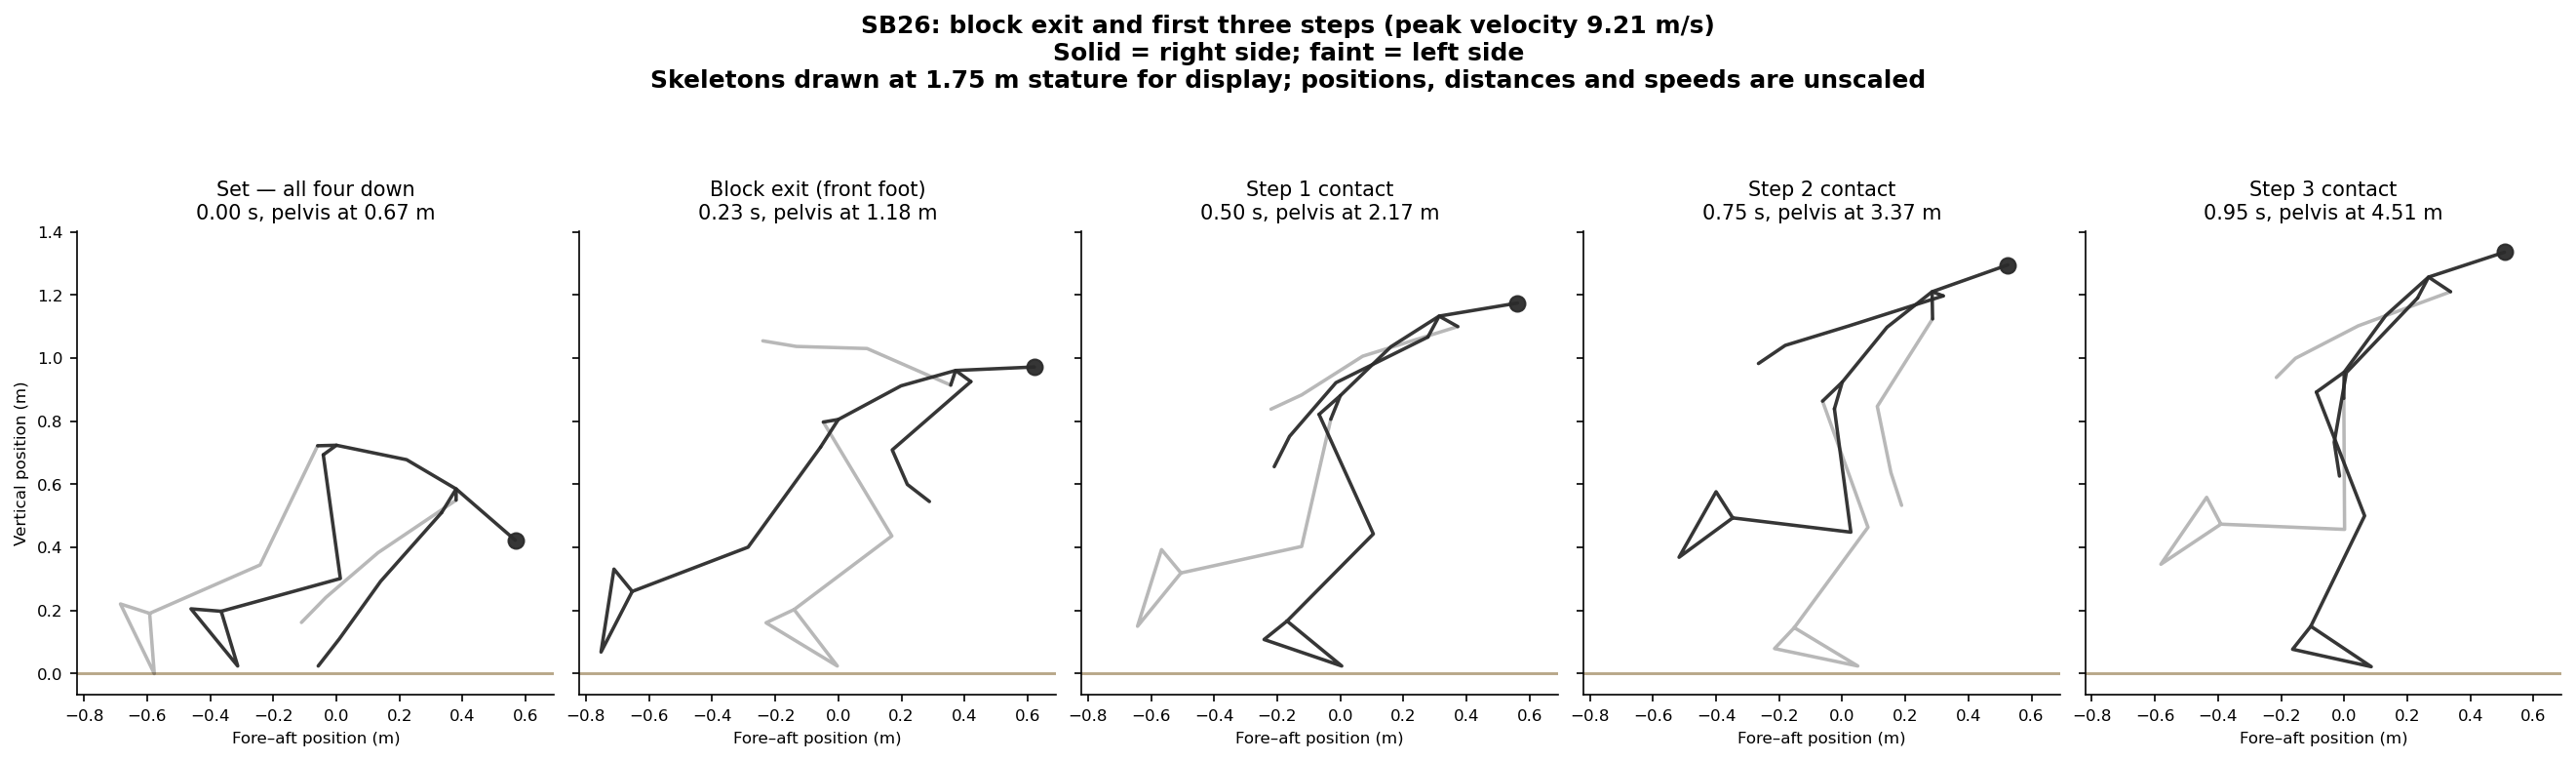 SB26: block exit and first three steps (peak velocity 9.21 m/s)
Solid = right side; faint = left side
Skeletons drawn at 1.75 m stature for display; positions, distances and speeds are unscaled
Set — all four down
0.00 s, pelvis at 0.67 m
Block exit (front foot)
0.23 s, pelvis at 1.18 m
Step 1 contact
0.50 s, pelvis at 2.17 m
Step 2 contact
0.75 s, pelvis at 3.37 m
Step 3 contact
0.95 s, pelvis at 4.51 m
Vertical position (m)
1.4
1.2
1.0
0.8
0.6
0.4
0.2
0.0
−0.8 −0.6 −0.4 −0.2 0.0 0.2 0.4 0.6
Fore–aft position (m)
−0.8 −0.6 −0.4 −0.2 0.0 0.2 0.4 0.6
Fore–aft position (m)
−0.8 −0.6 −0.4 −0.2 0.0 0.2 0.4 0.6
Fore–aft position (m)
−0.8 −0.6 −0.4 −0.2 0.0 0.2 0.4 0.6
Fore–aft position (m)
−0.8 −0.6 −0.4 −0.2 0.0 0.2 0.4 0.6
Fore–aft position (m)